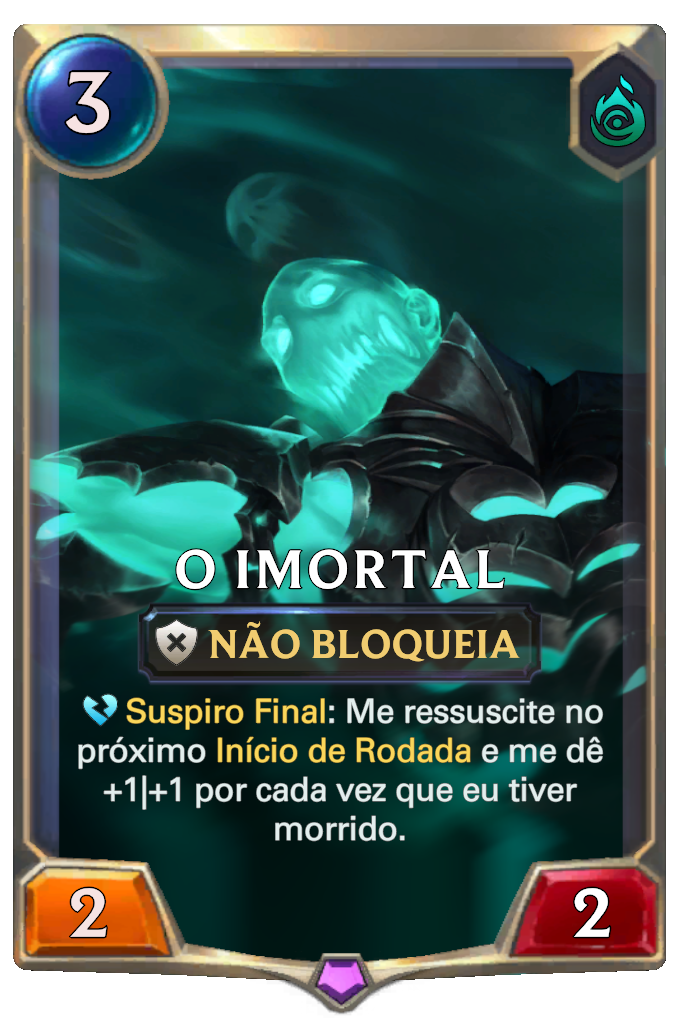 3
O IMORTAL
NÃO BLOQUEIA
Suspiro Final: Me ressuscite no
próximo Início de Rodada e me dê
+1|+1 por cada vez que eu tiver
morrido.
2
2